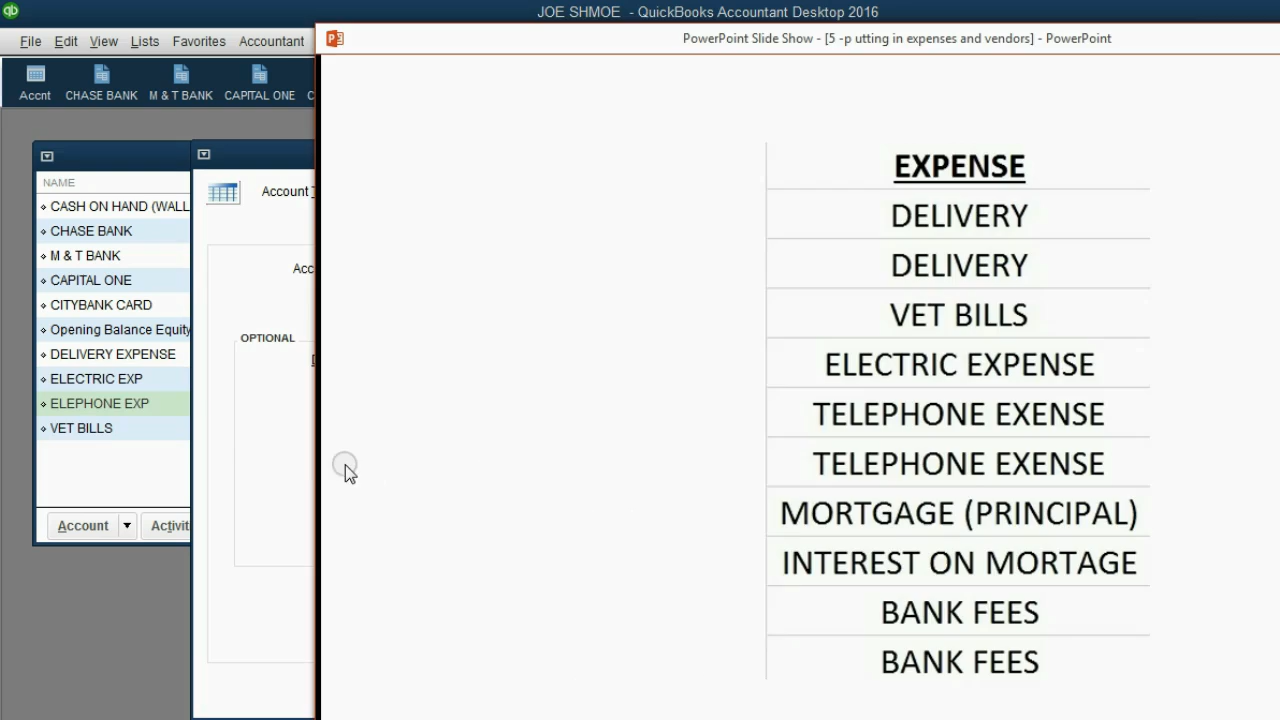 JOE SHMOE - QuickBooks Accountant Desktop 2016
File Edit View Lists Favorites Accountant
PowerPoint Slide Show - [5 -p utting in expenses and vendors] - PowerPoint
Accnt CHASE BANK M & T BANK CAPITAL ONE
NAME
CASH ON HAND (WALL
CHASE BANK
M & T BANK
CAPITAL ONE
CITYBANK CARD
Opening Balance Equity
DELIVERY EXPENSE
ELECTRIC EXP
ELEPHONE EXP
VET BILLS
Account Activiti
Account T
Acc
OPTIONAL
EXPENSE
DELIVERY
DELIVERY
VET BILLS
ELECTRIC EXPENSE
TELEPHONE EXENSE
TELEPHONE EXENSE
MORTGAGE (PRINCIPAL)
INTEREST ON MORTAGE
BANK FEES
BANK FEES